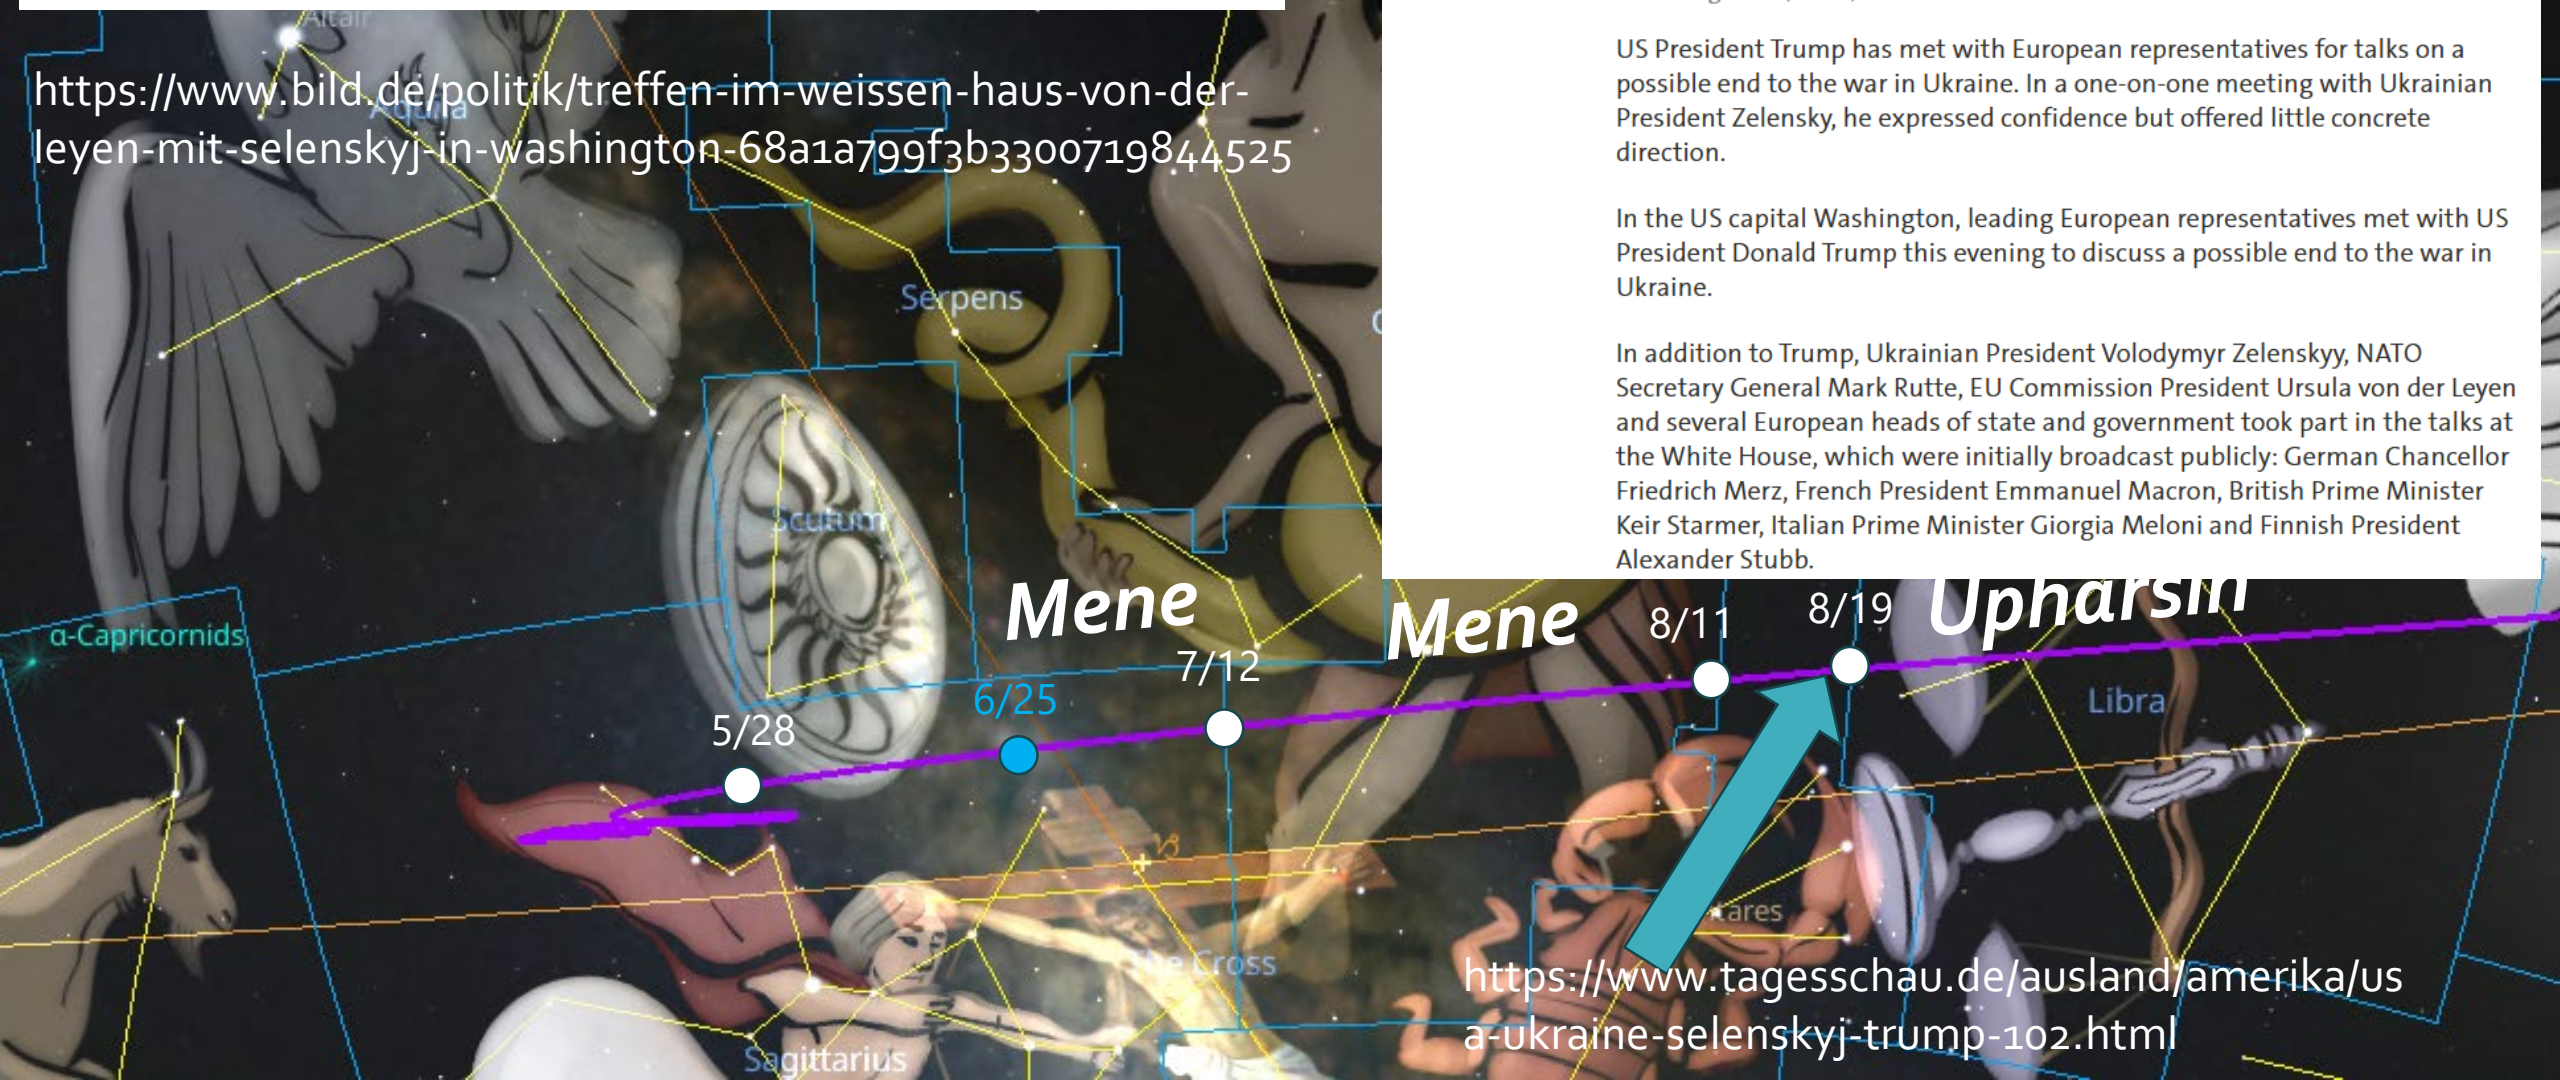 Altair
https://www.bild.de/politik/treffen-im-weissen-haus-von-der-
leyen-mit-selenskyj-in-washington-68a1a799f3b3300719844525
Aquila
Serpens
Scutum
US President Trump has met with European representatives for talks on a
possible end to the war in Ukraine. In a one-on-one meeting with Ukrainian
President Zelensky, he expressed confidence but offered little concrete
direction.
In the US capital Washington, leading European representatives met with US
President Donald Trump this evening to discuss a possible end to the war in
Ukraine.
In addition to Trump, Ukrainian President Volodymyr Zelenskyy, NATO
Secretary General Mark Rutte, EU Commission President Ursula von der Leyen
and several European heads of state and government took part in the talks at
the White House, which were initially broadcast publicly: German Chancellor
Friedrich Merz, French President Emmanuel Macron, British Prime Minister
Keir Starmer, Italian Prime Minister Giorgia Meloni and Finnish President
Alexander Stubb.
Mene
Mene
8/11
8/19
Upharsin
α-Capricornids
7/12
6/25
5/28
Libra
The Cross
tares
https://www.tagesschau.de/ausland/amerika/us
a-ukraine-selenskyj-trump-102.html
Sagittarius